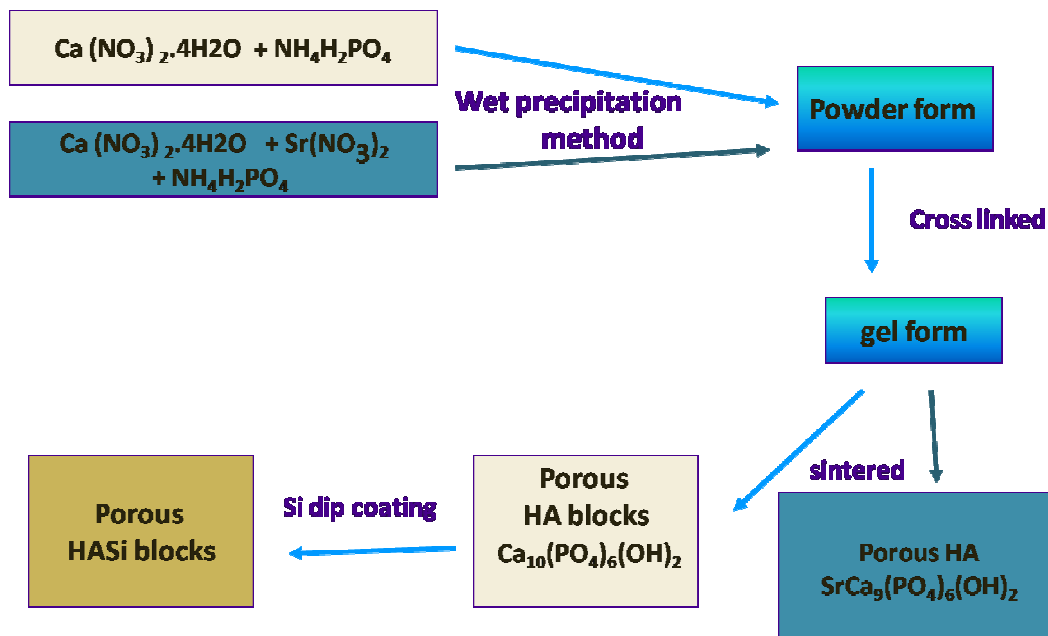 Ca (NO₃) ₂.4H2O + NH₄H₂PO₄
Wet precipitation
method
Ca (NO₃) ₂.4H2O + Sr(NO₃)₂
+ NH₄H₂PO₄
Powder form
Cross linked
gel form
sintered
Porous
HA blocks
Ca₁₀(PO₄)₆(OH)₂
Si dip coating
Porous
HASi blocks
Porous HA
SrCa₉(PO₄)₆(OH)₂